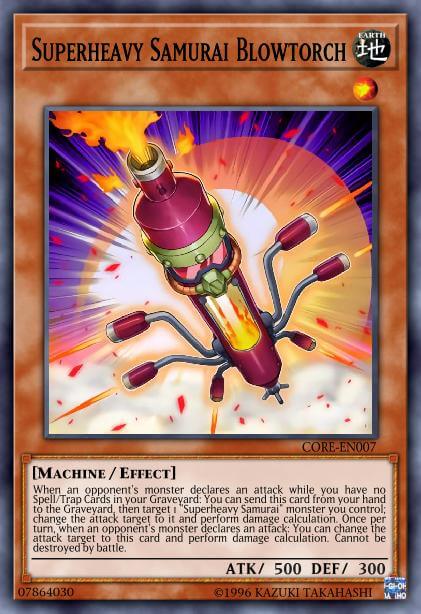 Superheavy Samurai Blowtorch
EARTH
地
CORE-EN007
[Machine / Effect]
When an opponent's monster declares an attack while you have no
Spell/Trap Cards in your Graveyard: You can send this card from your hand
to the Graveyard, then target 1 "Superheavy Samurai" monster you control;
change the attack target to it and perform damage calculation. Once per
turn, when an opponent's monster declares an attack: You can change the
attack target to this card and perform damage calculation. Cannot be
destroyed by battle.
ATK/ 500 DEF/ 300
07864030
©1996 KAZUKI TAKAHASHI